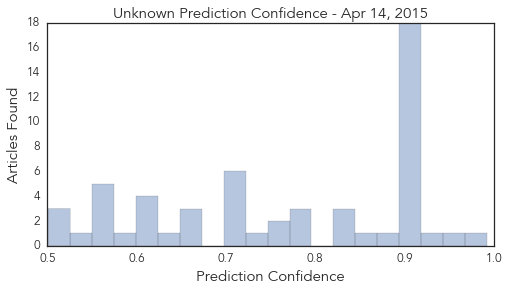 Unknown Prediction Confidence - Apr 14, 2015
18
16
14
12
10
8
6
4
2
0
Articles Found
0.5 0.6 0.7 0.8 0.9 1.0
Prediction Confidence